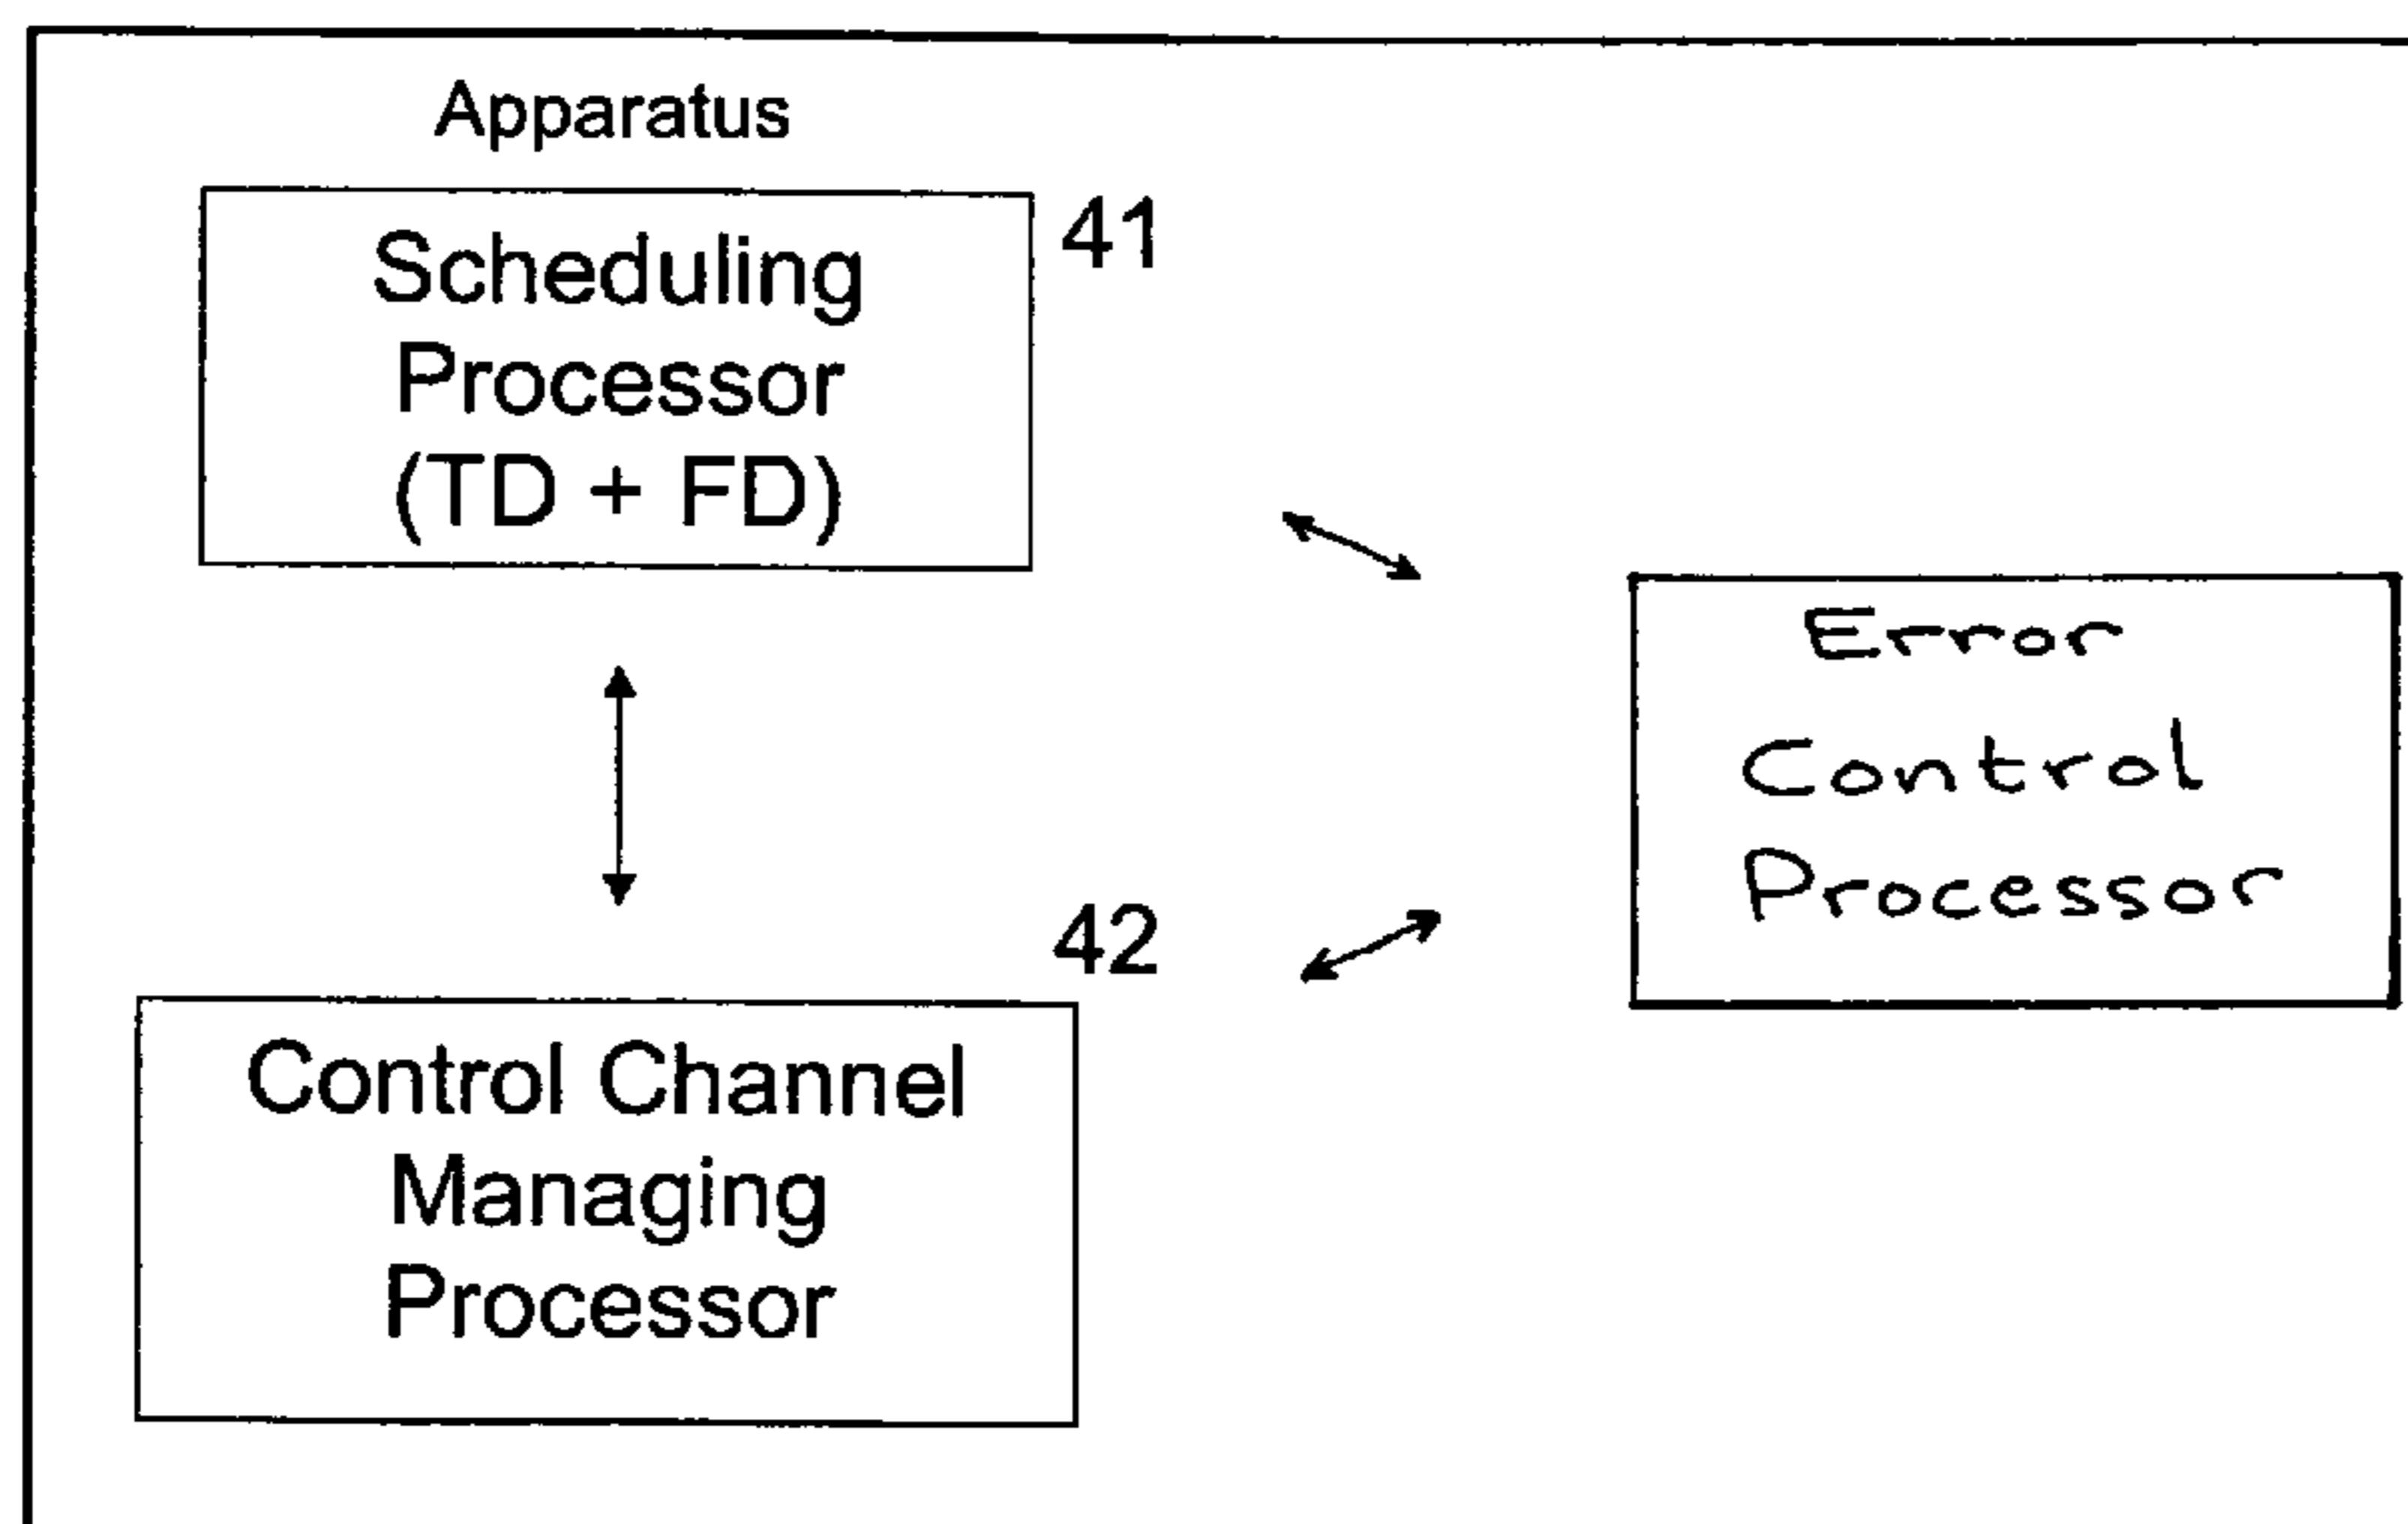 Apparatus
Scheduling
Processor
(TD + FD)
41
Error
Control
Processor
42
Control Channel
Managing
Processor